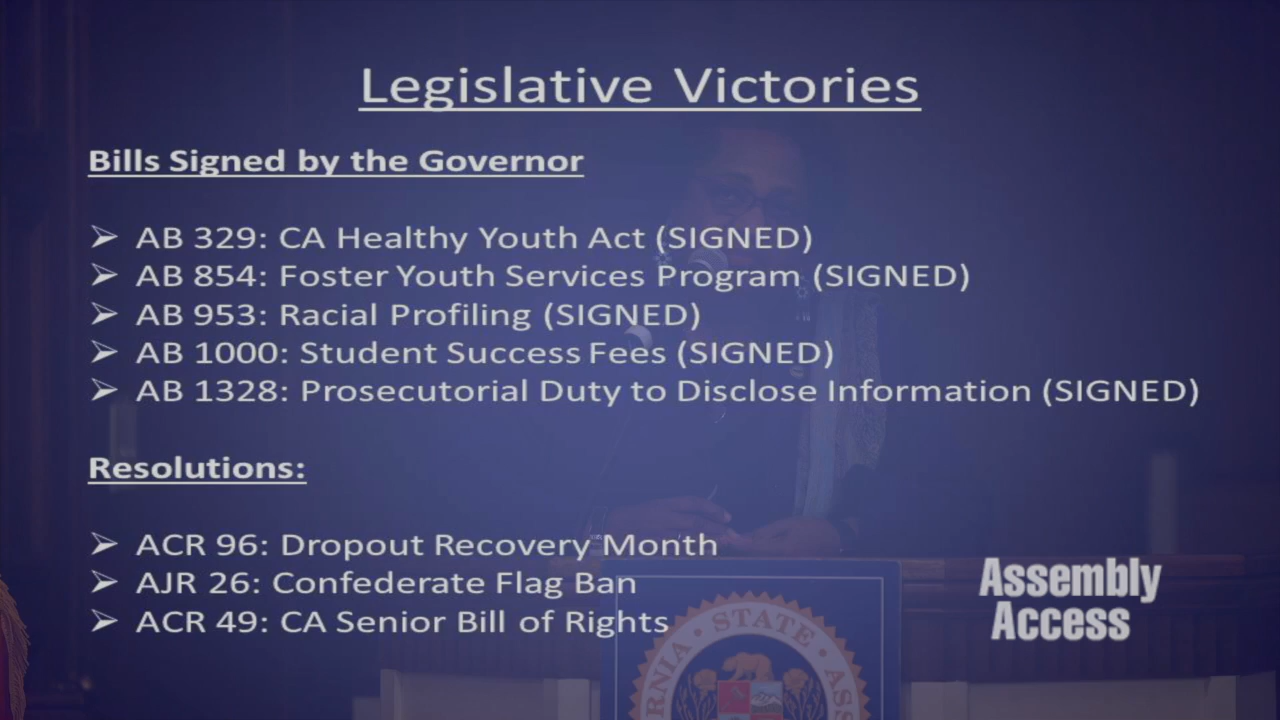 Legislative Victories
Bills Signed by the Governor
➢ AB 329: CA Healthy Youth Act (SIGNED)
➢ AB 854: Foster Youth Services Program (SIGNED)
➢ AB 953: Racial Profiling (SIGNED)
➢ AB 1000: Student Success Fees (SIGNED)
➢ AB 1328: Prosecutorial Duty to Disclose Information (SIGNED)
Resolutions:
➢ ACR 96: Dropout Recovery Month
➢ AJR 26: Confederate Flag Ban
➢ ACR 49: CA Senior Bill of Rights
Assembly
Access
RNIA • STATE • ASS